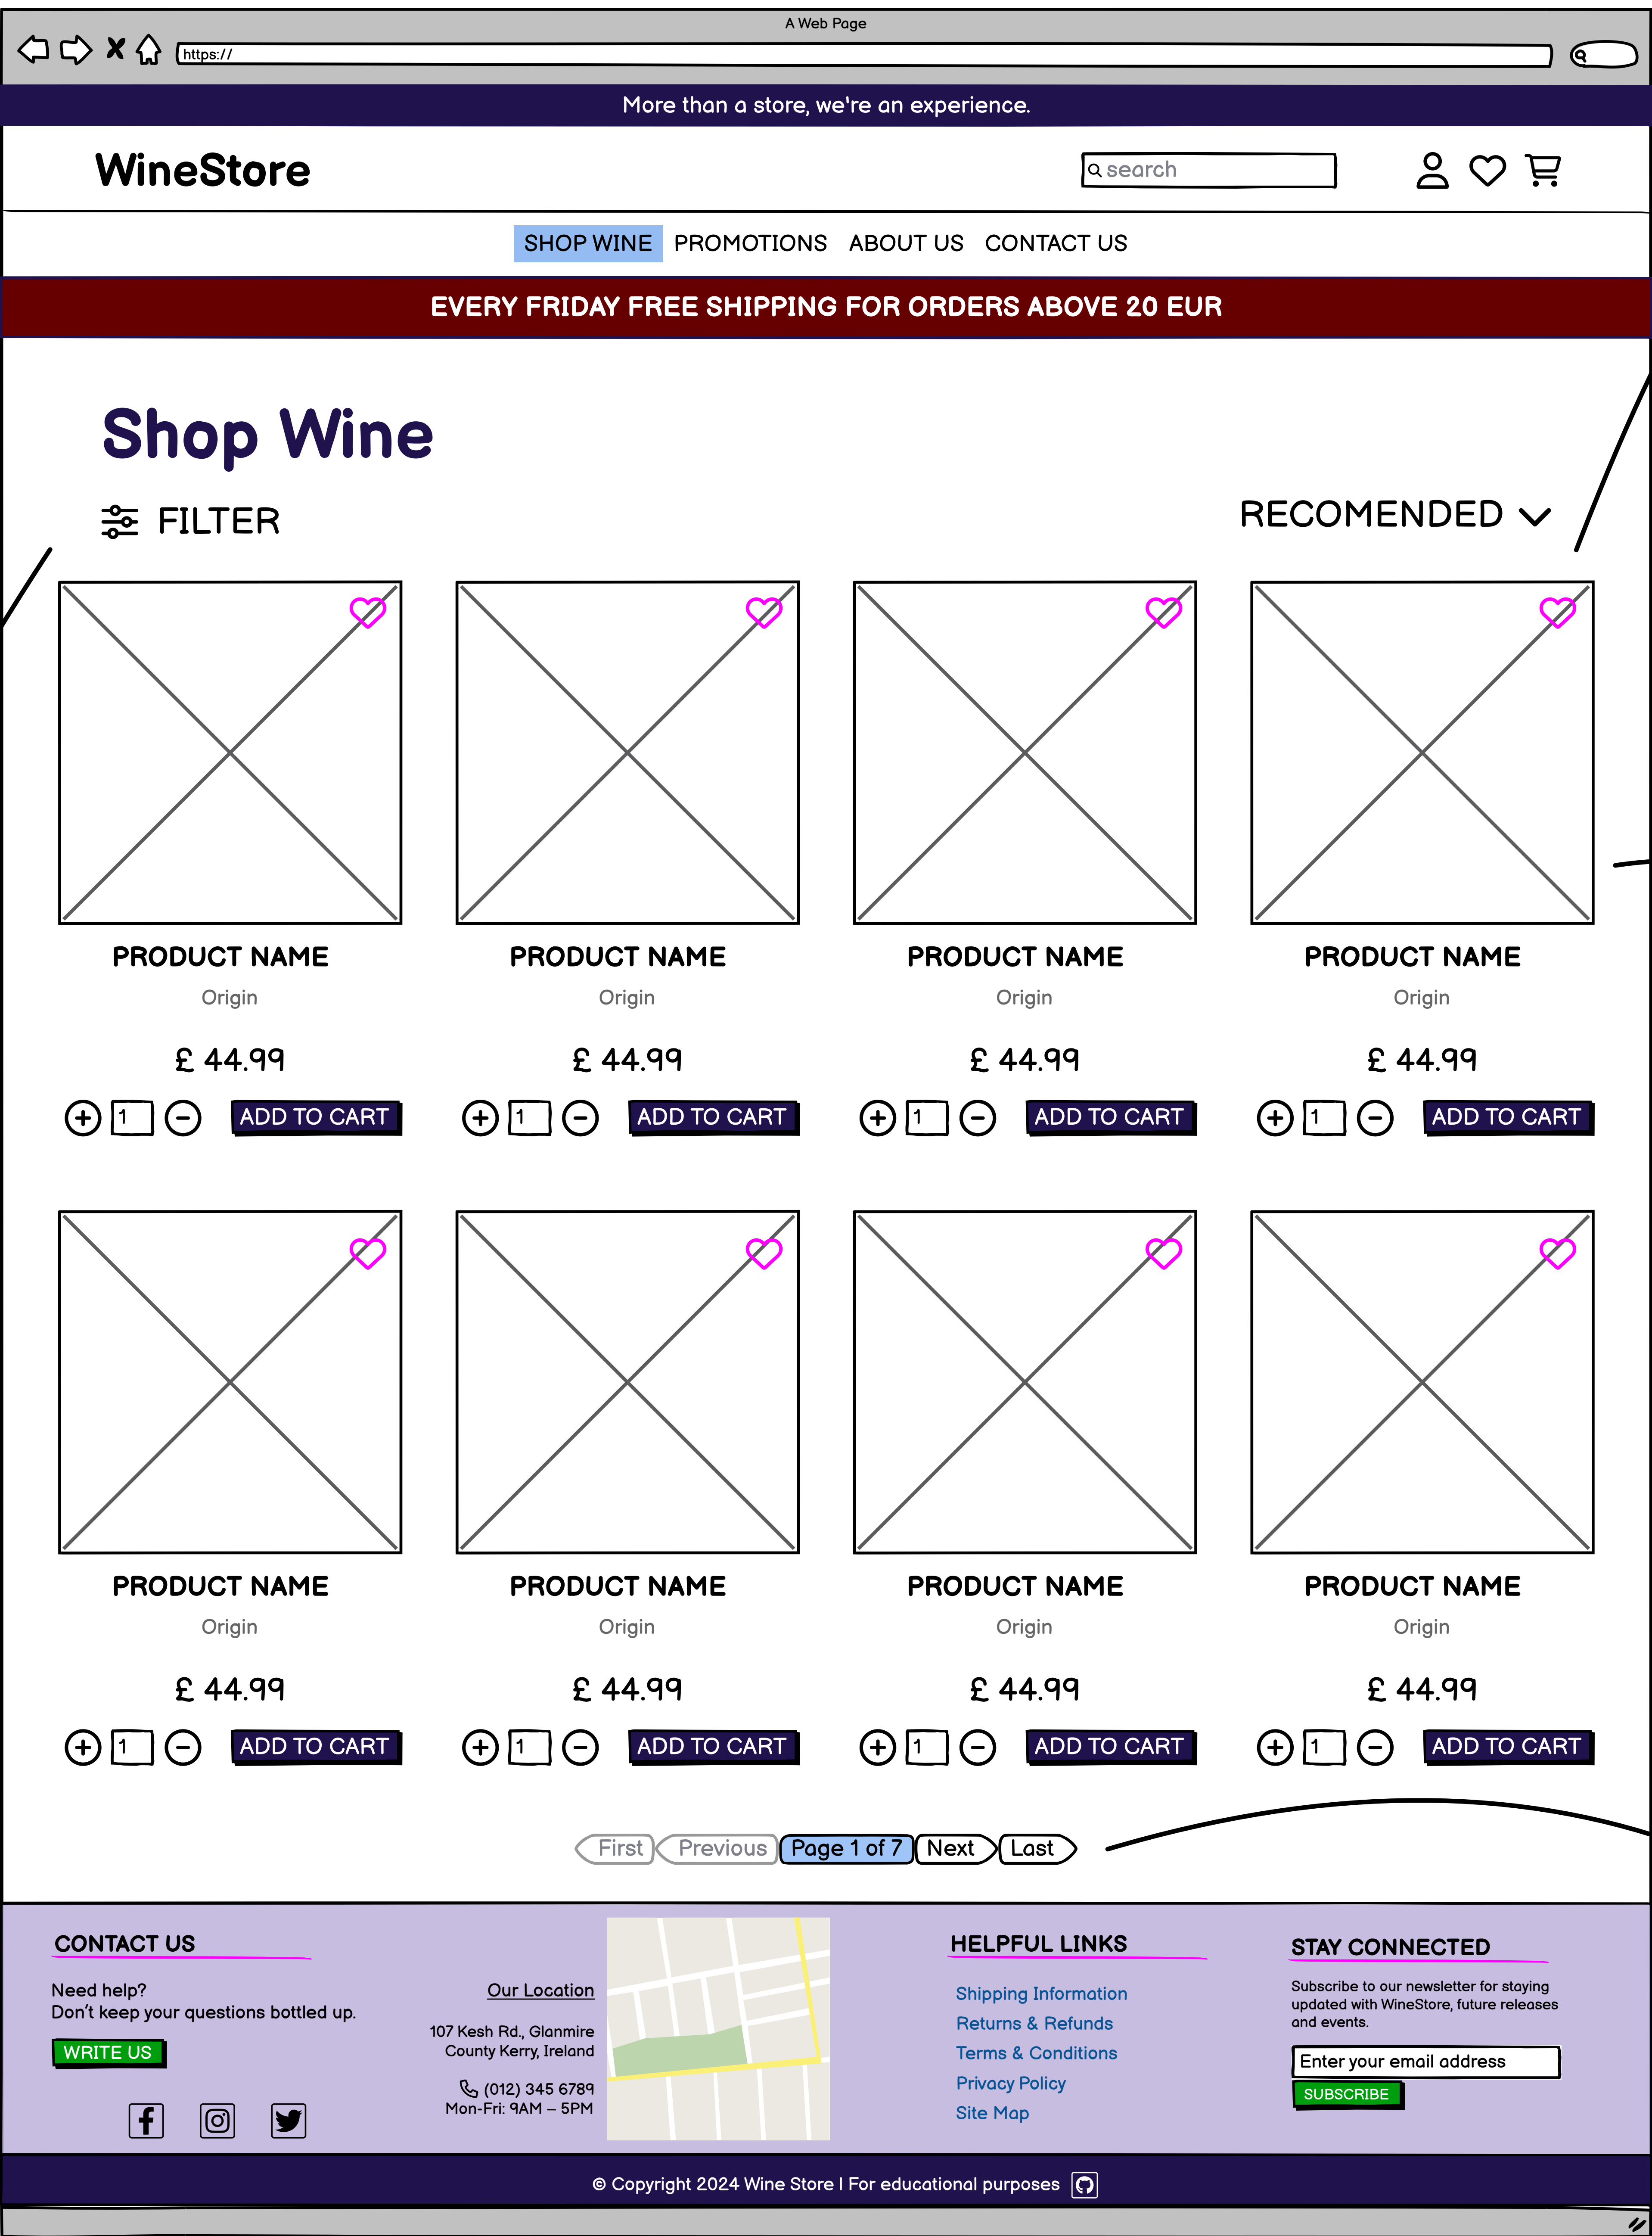 A Web Page
https://
More than a store, we're an experience.
WineStore
search
SHOP WINE PROMOTIONS ABOUT US CONTACT US
EVERY FRIDAY FREE SHIPPING FOR ORDERS ABOVE 20 EUR
Shop Wine
FILTER
RECOMENDED
PRODUCT NAME PRODUCT NAME PRODUCT NAME PRODUCT NAME
Origin Origin Origin Origin
£ 44.99 £ 44.99 £ 44.99 £ 44.99
1 ADD TO CART 1 ADD TO CART 1 ADD TO CART 1 ADD TO CART
PRODUCT NAME PRODUCT NAME PRODUCT NAME PRODUCT NAME
Origin Origin Origin Origin
£ 44.99 £ 44.99 £ 44.99 £ 44.99
1 ADD TO CART 1 ADD TO CART 1 ADD TO CART 1 ADD TO CART
First Previous Page 1 of 7 Next Last
CONTACT US
Need help?
Don't keep your questions bottled up.
WRITE US
Our Location
107 Kesh Rd., Glanmire
County Kerry, Ireland
(012) 345 6789
Mon-Fri: 9AM – 5PM
HELPFUL LINKS
Shipping Information
Returns & Refunds
Terms & Conditions
Privacy Policy
Site Map
STAY CONNECTED
Subscribe to our newsletter for staying
updated with WineStore, future releases
and events.
Enter your email address
SUBSCRIBE
© Copyright 2024 Wine Store | For educational purposes